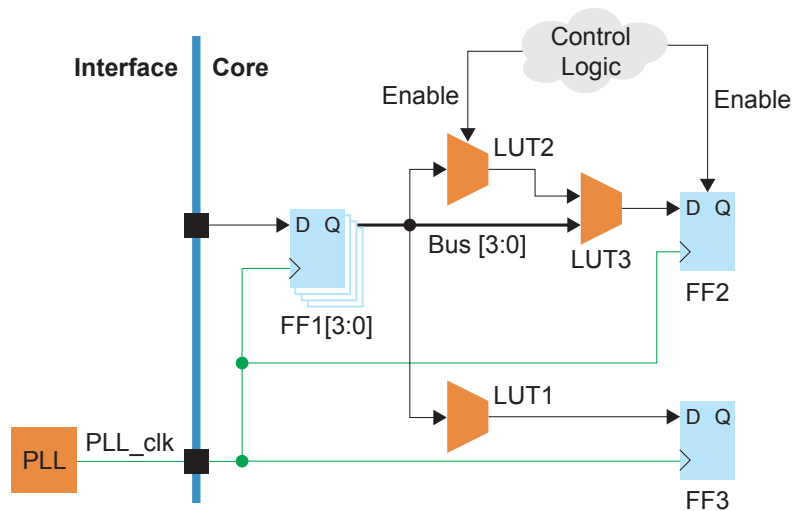 Control
Logic
Interface
Core
Enable
Enable
LUT2
D Q
D Q
Bus [3:0]
LUT3
FF2
FF1[3:0]
LUT1
D Q
PLL_clk
PLL
FF3